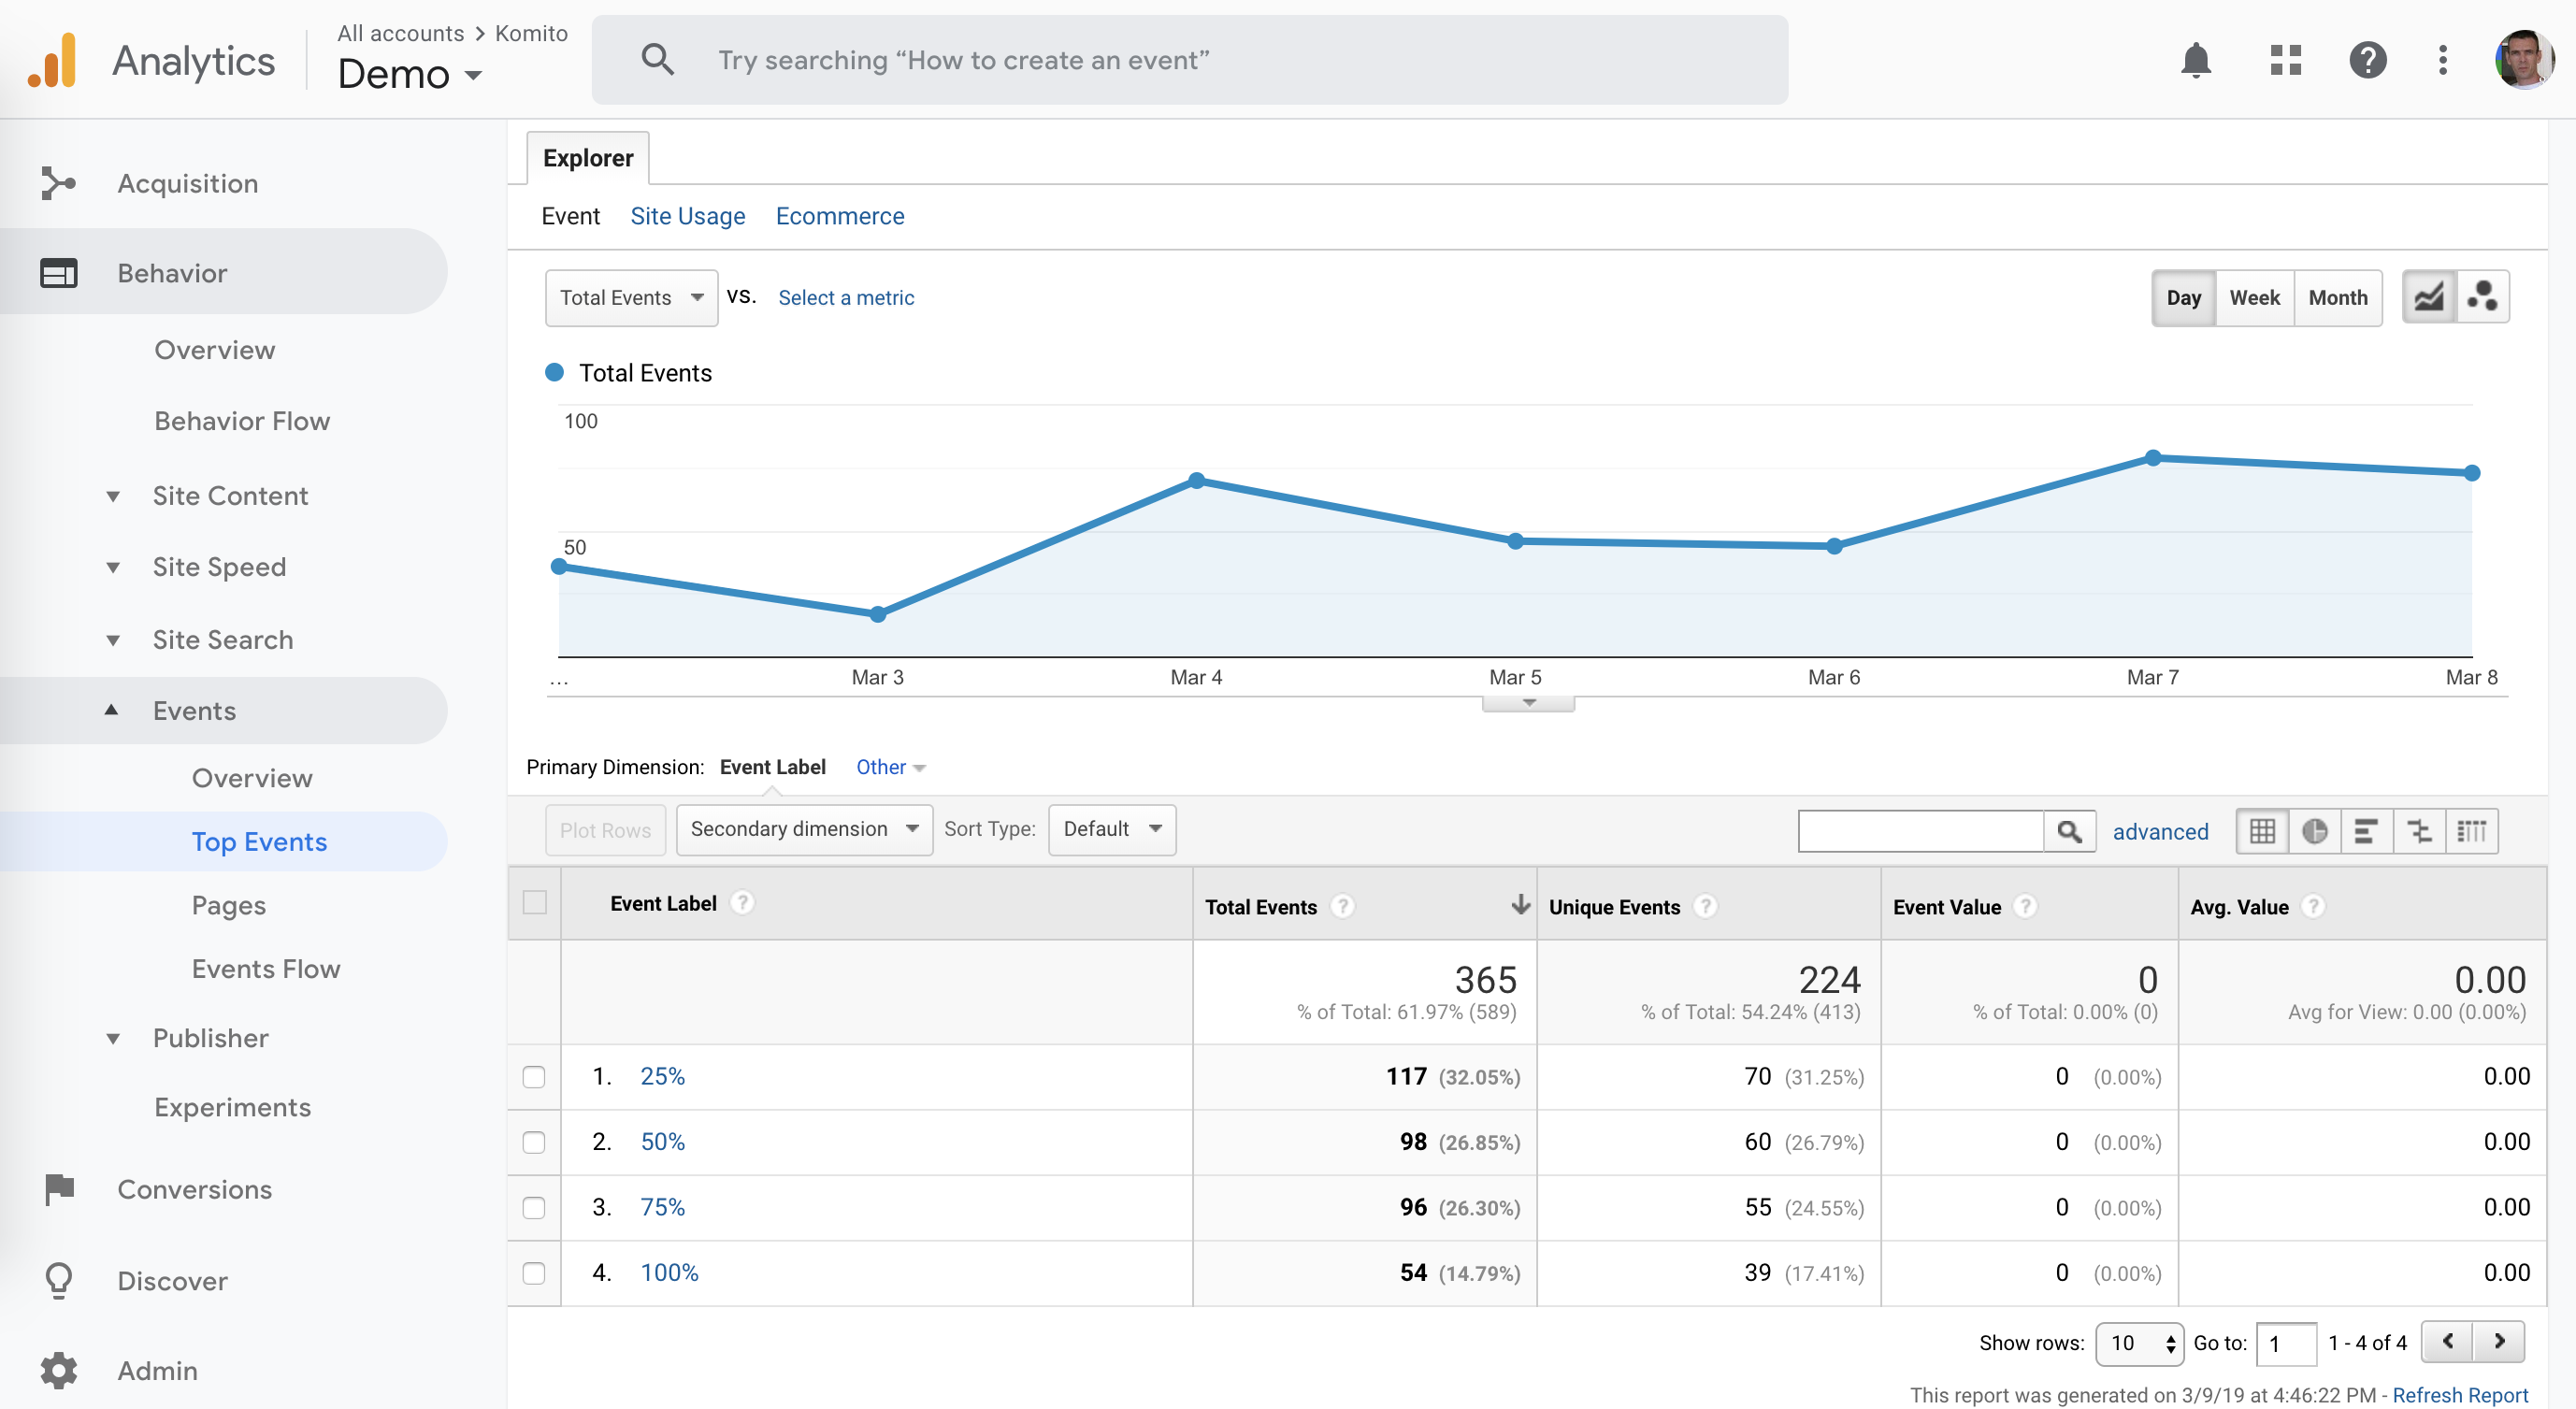 Analytics
All accounts > Komito
Demo
Try searching “How to create an event”
Acquisition
Behavior
Overview
Behavior Flow
Site Content
Site Speed
Site Search
Events
Overview
Top Events
Pages
Events Flow
Publisher
Experiments
Conversions
Discover
Admin
Explorer
Event Site Usage Ecommerce
Total Events VS. Select a metric
Day Week Month
Total Events
100
50
... Mar 3 Mar 4 Mar 5 Mar 6 Mar 7 Mar 8
Primary Dimension: Event Label Other
Plot Rows Secondary dimension Sort Type: Default advanced
Event Label ? Total Events ? Unique Events ? Event Value ? Avg. Value ?
365 224 0 0.00
% of Total: 61.97% (589) % of Total: 54.24% (413) % of Total: 0.00% (0) Avg for View: 0.00 (0.00%)
1. 25% 117 (32.05%) 70 (31.25%) 0 (0.00%) 0.00
2. 50% 98 (26.85%) 60 (26.79%) 0 (0.00%) 0.00
3. 75% 96 (26.30%) 55 (24.55%) 0 (0.00%) 0.00
4. 100% 54 (14.79%) 39 (17.41%) 0 (0.00%) 0.00
Show rows: 10 Go to: 1 1 - 4 of 4
This report was generated on 3/9/19 at 4:46:22 PM - Refresh Report